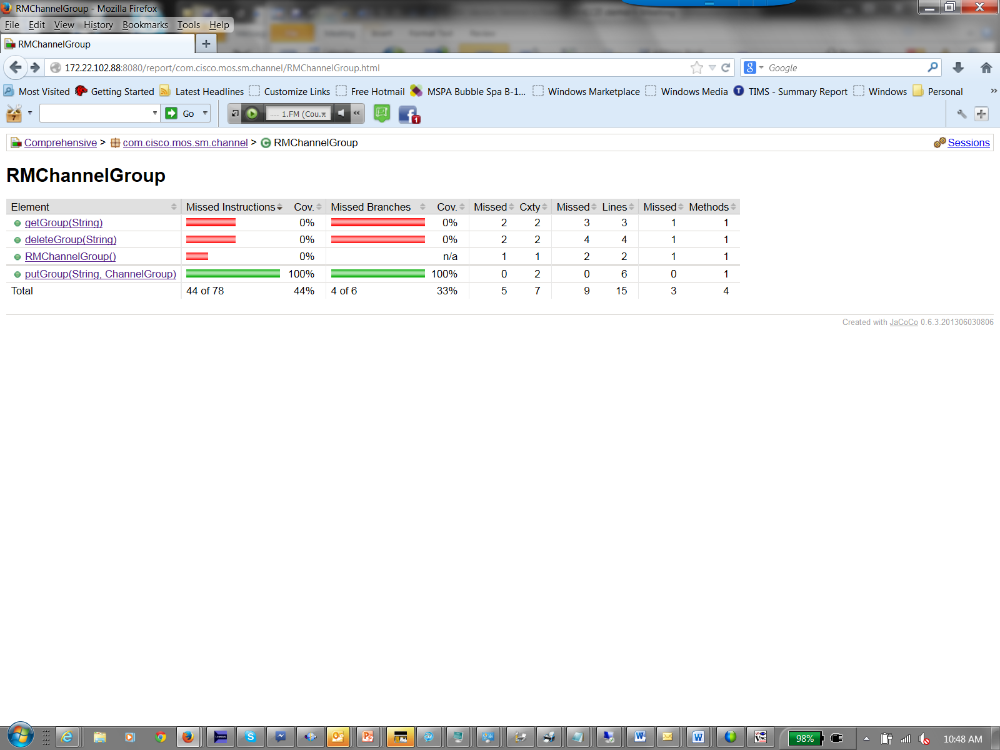 RMChannelGroup - Mozilla Firefox
File Edit View History Bookmarks Tools Help
RMChannelGroup
172.22.102.88:8080/report/com.cisco.mos.sm.channel/RMChannelGroup.html
Google
Most Visited Getting Started Latest Headlines Customize Links Free Hotmail MSPA Bubble Spa B-1... Windows Marketplace Windows Media TIMS - Summary Report Windows Personal
Go 1.FM (Cou. 1
Comprehensive > com.cisco.mos.sm.channel > RMChannelGroup Sessions
RMChannelGroup
Element Missed Instructions Cov. Missed Branches Cov. Missed Cxty Missed Lines Missed Methods
getGroup(String) 0% 0% 2 2 3 3 1 1
deleteGroup(String) 0% 0% 2 2 4 4 1 1
RMChannelGroup() 0% n/a 1 1 2 2 1 1
putGroup(String, ChannelGroup) 100% 100% 0 2 0 6 0 1
Total 44 of 78 44% 4 of 6 33% 5 7 9 15 3 4
Created with JaCoCo 0.6.3.201306030806
98% 10:48 AM